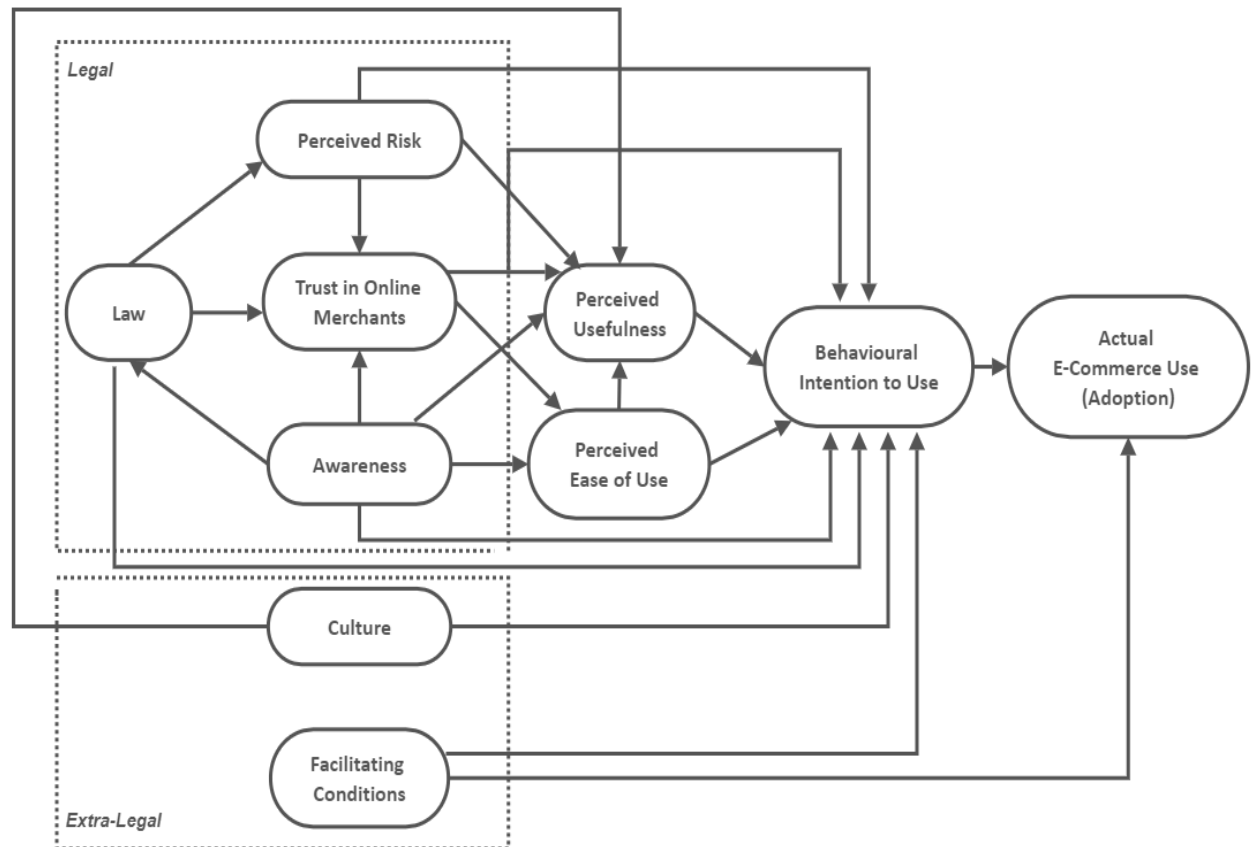 Legal
Perceived Risk
Trust in Online
Merchants
Law
Awareness
Perceived
Usefulness
Perceived
Ease of Use
Behavioural
Intention to Use
Actual
E-Commerce Use
(Adoption)
Culture
Facilitating
Conditions
Extra-Legal